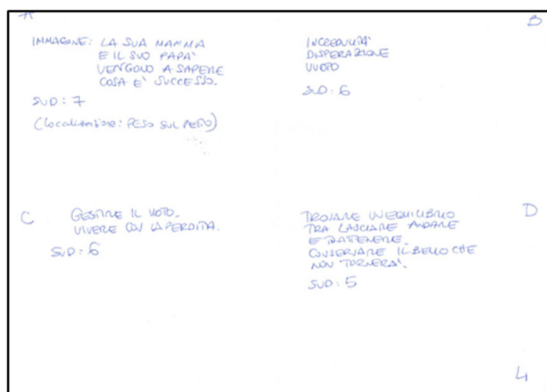 A
IMMAGINE: LA SUA MAMMA
E IL SUO PAPA'
VENGONO A SAPERE
COSA E' SUCCESSO.
SUD: 7
(localizzazione: PESO SUL PETTO)
B
INCREDULITA'
DISPERAZIONE
VUOTO
SUD: 6
C
GESTIRE IL VUOTO.
VIVERE CON LA PERDITA.
SUD: 6
D
TROVARE UN EQUILIBRIO
TRA LASCIARE ANDARE
E TRATTENERE.
CONSERVARE IL BELLO CHE
NON TORNERA'.
SUD: 5
4